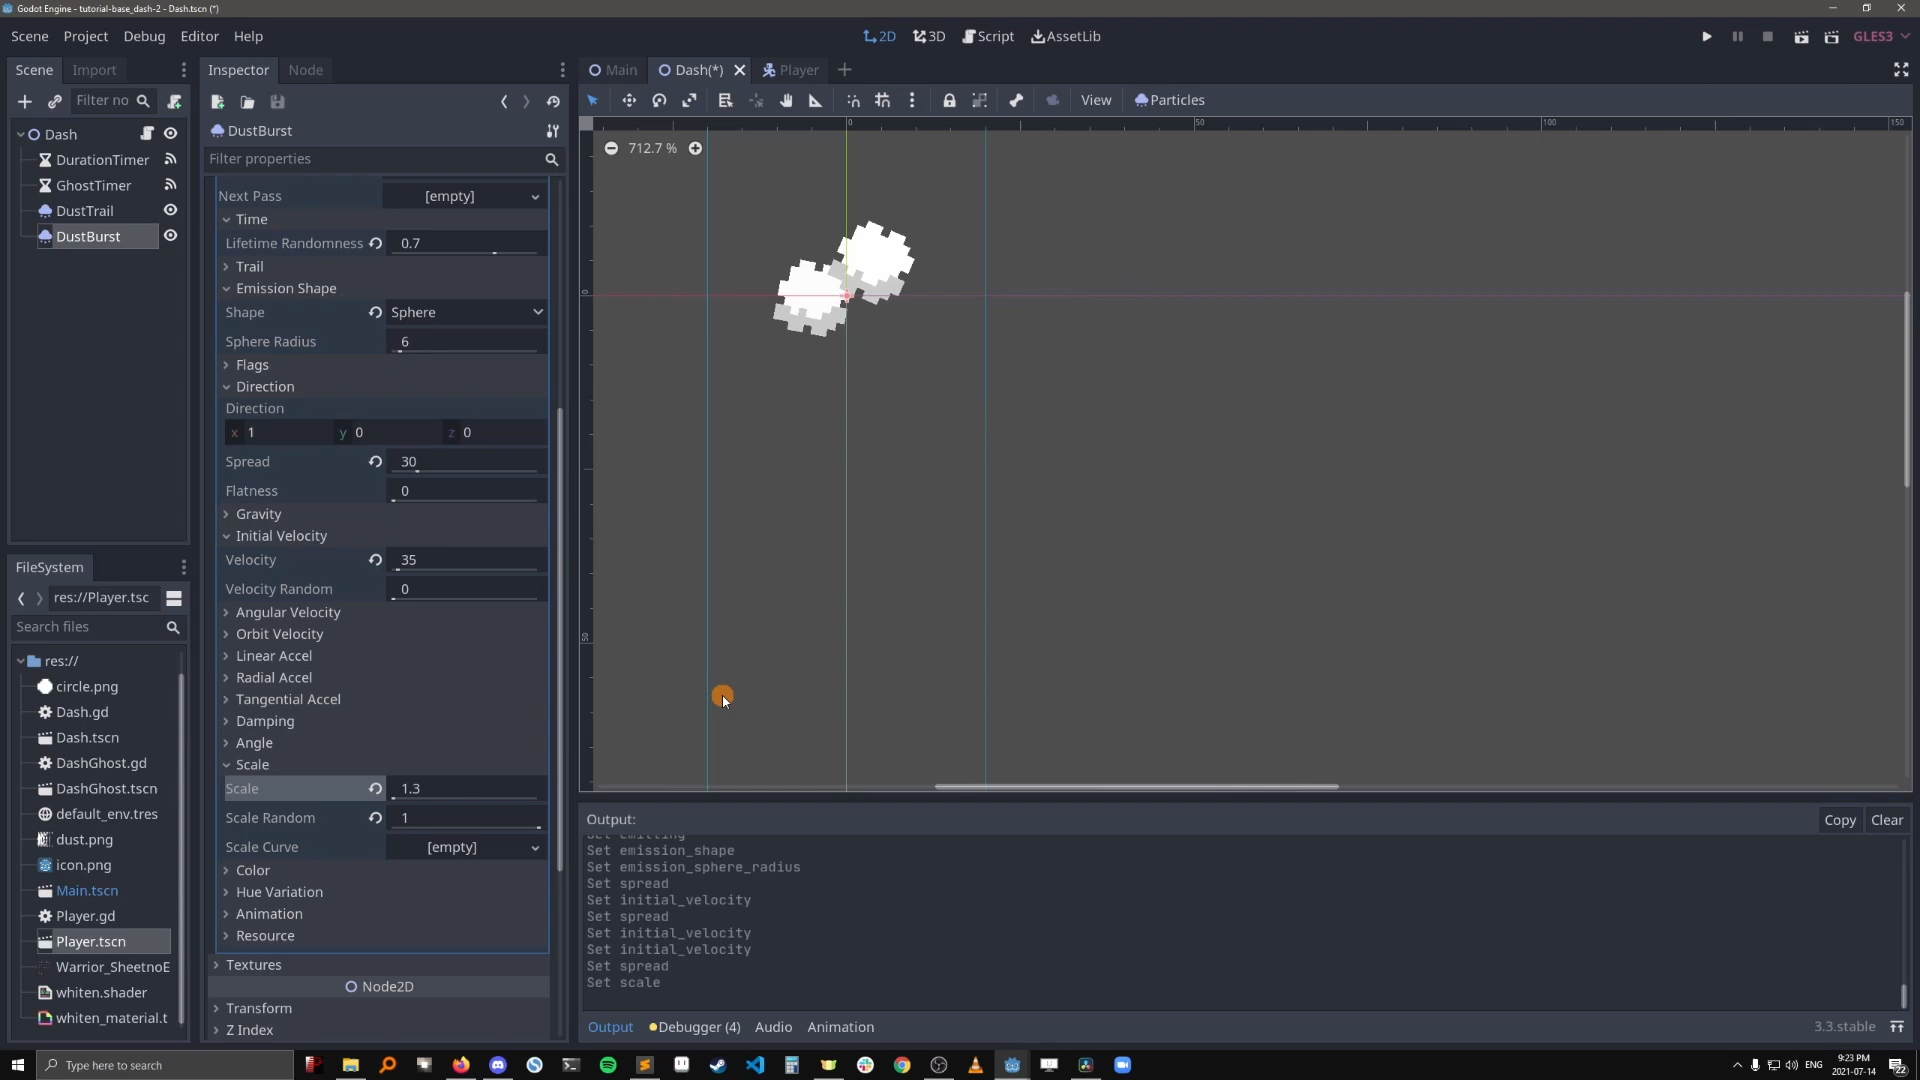 Godot Engine - tutorial-base_dash-2 - Dash.tscn (*)
Scene Project Debug Editor Help
2D 3D Script AssetLib
GLES3
Scene Import
Inspector Node
Main Dash(*) Player
Filter no
View Particles
Dash
DurationTimer
GhostTimer
DustTrail
DustBurst
DustBurst
Filter properties
Next Pass [empty]
Time
Lifetime Randomness 0.7
Trail
Emission Shape
Shape Sphere
Sphere Radius 6
Flags
Direction
Direction
x 1 y 0 z 0
Spread 30
Flatness 0
Gravity
Initial Velocity
Velocity 35
Velocity Random 0
Angular Velocity
Orbit Velocity
Linear Accel
Radial Accel
Tangential Accel
Damping
Angle
Scale
Scale 1.3
Scale Random 1
Scale Curve [empty]
Color
Hue Variation
Animation
Resource
Textures
Node2D
Transform
Z Index
0 50 100 150
712.7 %
0
50
FileSystem
res://Player.tsc
Search files
res://
circle.png
Dash.gd
Dash.tscn
DashGhost.gd
DashGhost.tscn
default_env.tres
dust.png
icon.png
Main.tscn
Player.gd
Player.tscn
Warrior_SheetnoE
whiten.shader
whiten_material.t
Output:
Copy Clear
Set emitting
Set emission_shape
Set emission_sphere_radius
Set spread
Set initial_velocity
Set spread
Set initial_velocity
Set initial_velocity
Set spread
Set scale
Output Debugger (4) Audio Animation
3.3.stable
Type here to search
ENG
9:23 PM
2021-07-14
22